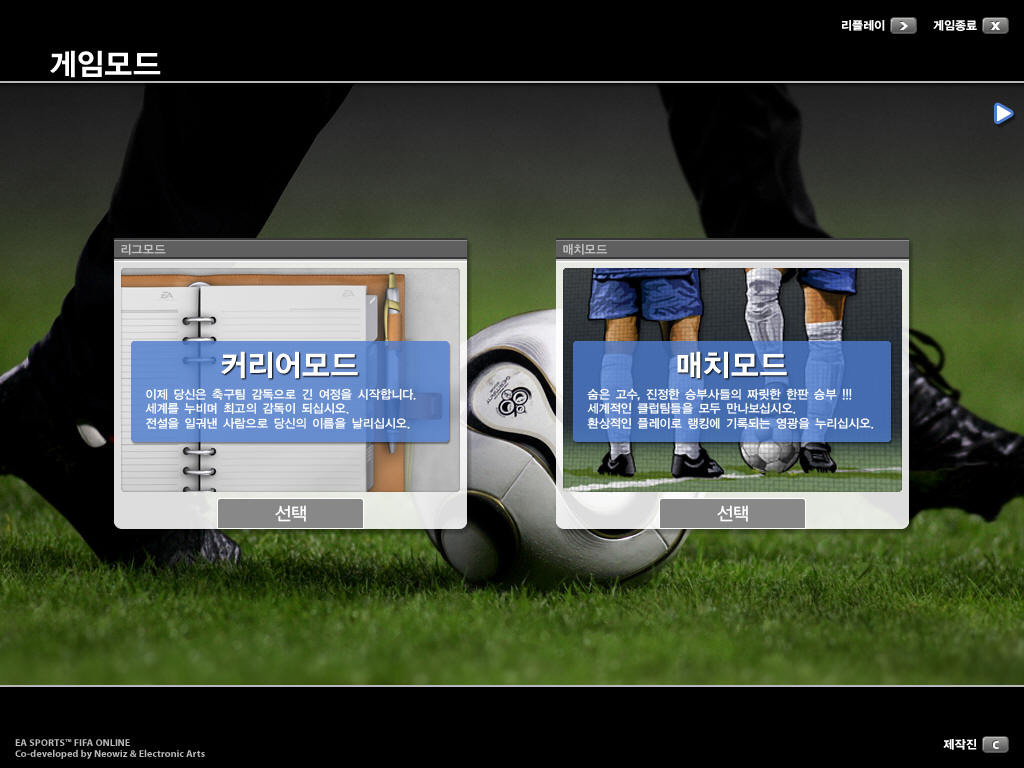 리플레이
게임종료 X
게임모드
리그모드
커리어모드
이제 당신은 축구팀 감독으로 긴 여정을 시작합니다.
세계를 누비며 최고의 감독이 되십시오.
전설을 일궈낸 사람으로 당신의 이름을 날리십시오.
선택
매치모드
매치모드
숨은 고수, 진정한 승부사들의 짜릿한 한판 승부 !!!
세계적인 클럽팀들을 모두 만나보십시오.
환상적인 플레이로 랭킹에 기록되는 영광을 누리십시오.
선택
EA SPORTS™ FIFA ONLINE
Co-developed by Neowiz & Electronic Arts
제작진 C